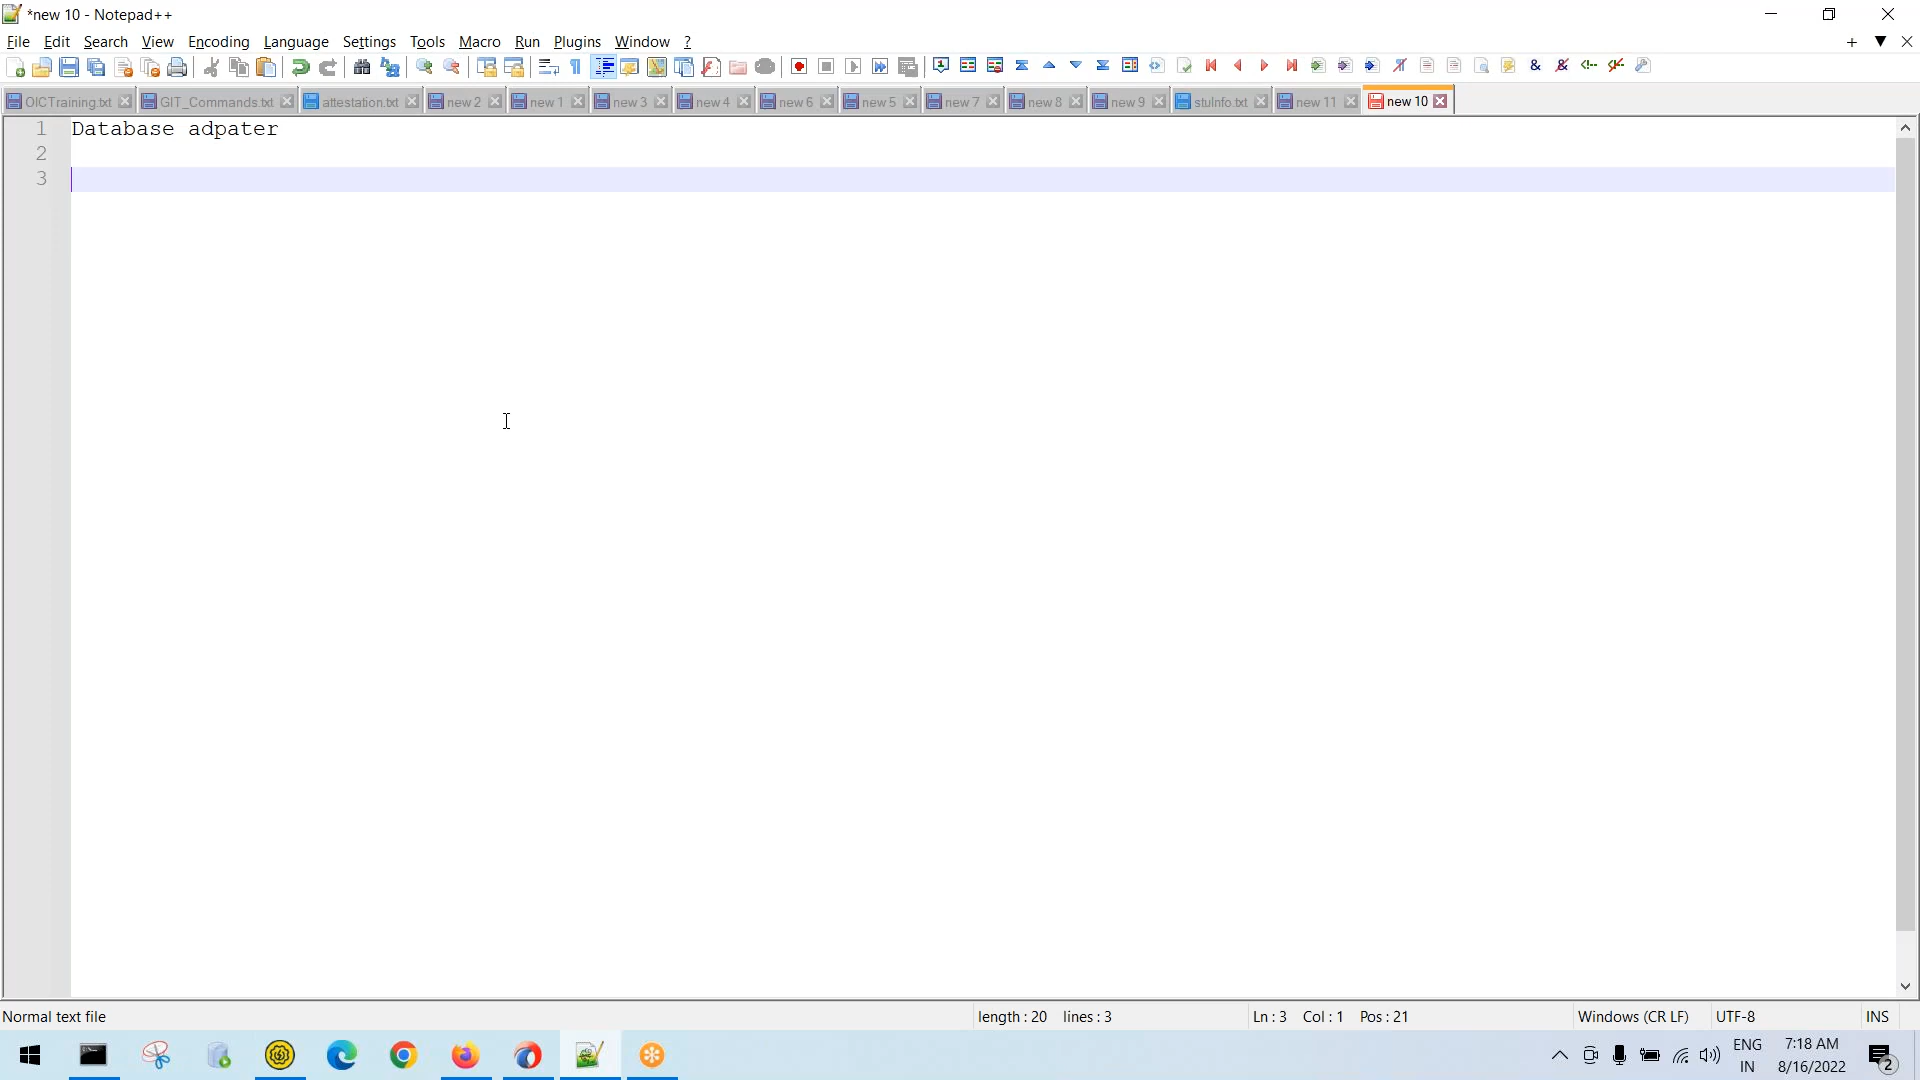 *new 10 - Notepad++
File Edit Search View Encoding Language Settings Tools Macro Run Plugins Window ?
OICTraining.txt GIT_Commands.txt attestation.txt new 2 new 1 new 3 new 4 new 6 new 5 new 7 new 8 new 9 stuInfo.txt new 11 new 10
1 Database adpater
2
3
Normal text file length : 20 lines : 3 Ln : 3 Col : 1 Pos : 21 Windows (CR LF) UTF-8 INS
ENG 7:18 AM
IN 8/16/2022 2